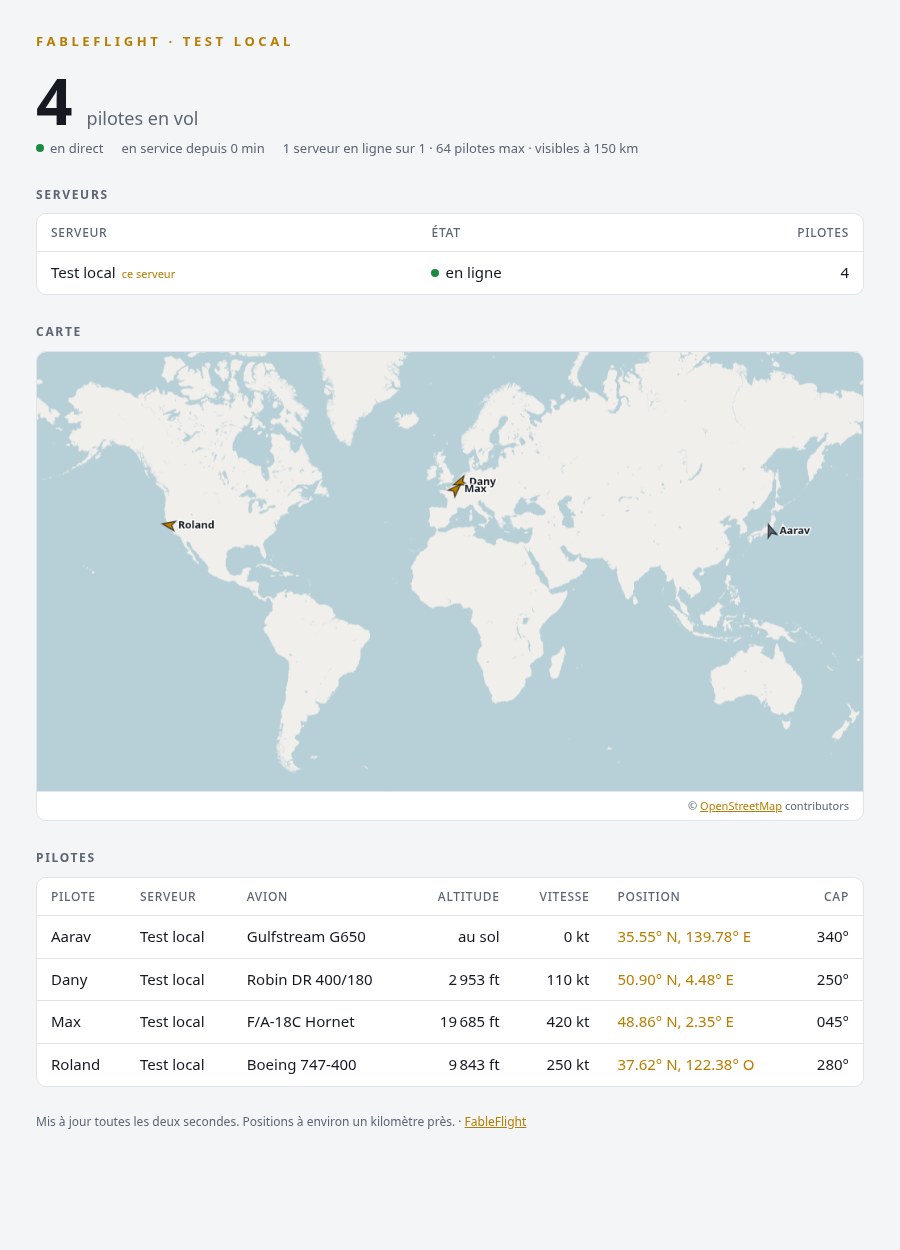 FABLEFLIGHT · TEST LOCAL
4 pilotes en vol
en direct en service depuis 0 min 1 serveur en ligne sur 1 · 64 pilotes max · visibles à 150 km
SERVEURS
SERVEUR ÉTAT PILOTES
Test local ce serveur en ligne 4
CARTE
Dany
Max
Roland
Aarav
© OpenStreetMap contributors
PILOTES
PILOTE SERVEUR AVION ALTITUDE VITESSE POSITION CAP
Aarav Test local Gulfstream G650 au sol 0 kt 35.55° N, 139.78° E 340°
Dany Test local Robin DR 400/180 2 953 ft 110 kt 50.90° N, 4.48° E 250°
Max Test local F/A-18C Hornet 19 685 ft 420 kt 48.86° N, 2.35° E 045°
Roland Test local Boeing 747-400 9 843 ft 250 kt 37.62° N, 122.38° O 280°
Mis à jour toutes les deux secondes. Positions à environ un kilomètre près. · FableFlight